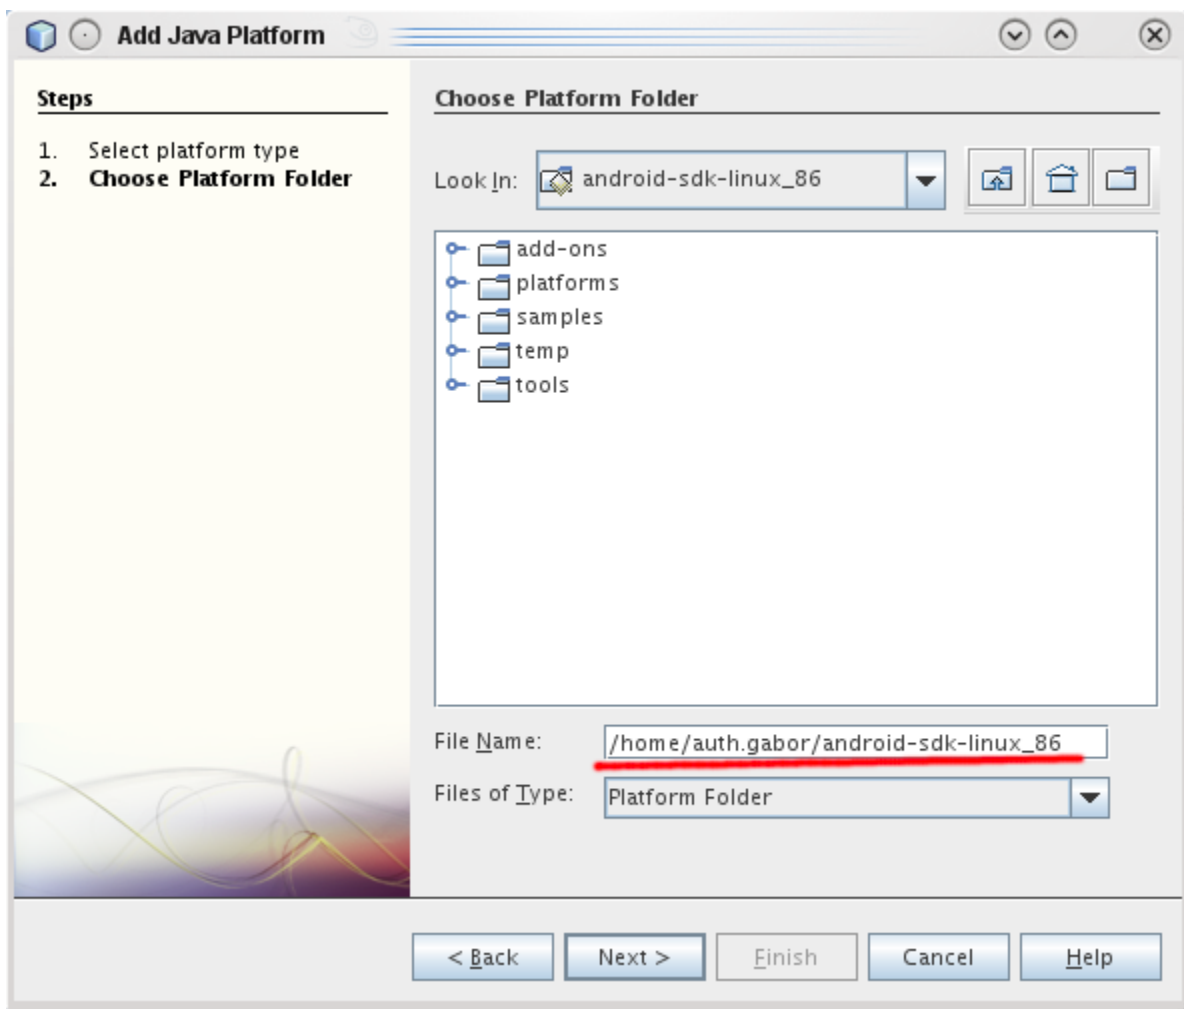 Add Java Platform
Steps
1. Select platform type
2. Choose Platform Folder
Choose Platform Folder
Look In: android-sdk-linux_86
add-ons
platforms
samples
temp
tools
File Name: /home/auth.gabor/android-sdk-linux_86
Files of Type: Platform Folder
< Back Next > Finish Cancel Help